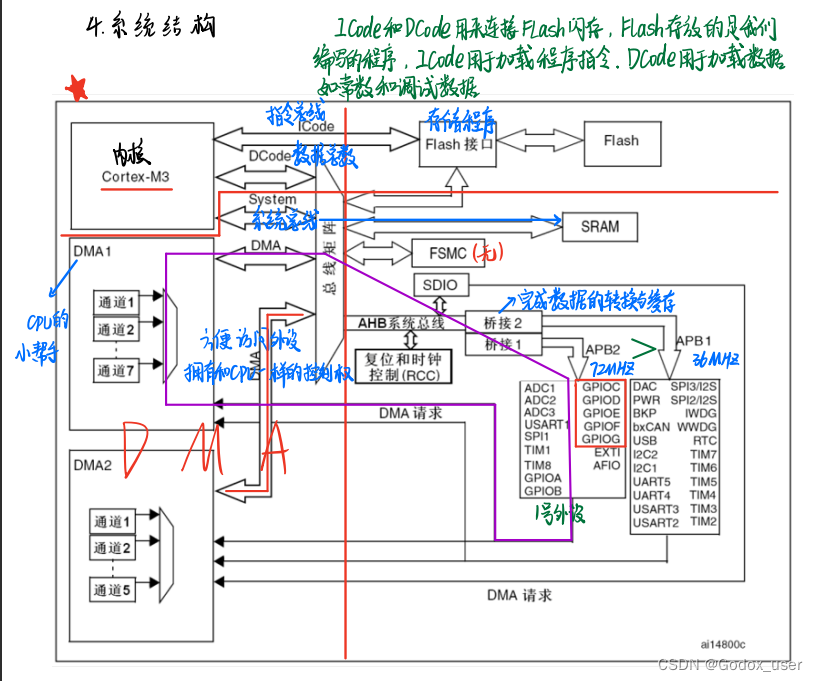 4.系统结构
ICode和DCode用来连接FLash闪存，FLash存放的是我们
编写的程序，ICode用于加载程序指令.DCode用于加载数据
如常数和调试数据
指令总线
ICode
存储程序
Flash 接口
Flash
内核
Cortex-M3
DCode
数据总数
System
系统总线
SRAM
DMA1
DMA
总线矩阵
FSMC
(无)
SDIO
CPU的
小帮手
通道1
通道2
通道7
完成数据的转换与缓存
AHB系统总线
桥接2
桥接1
APB2
72MHZ
>
APB1
36MHZ
方便访问外设
拥有和CPU一样的控制权
DMA
复位和时钟
控制(RCC)
DMA 请求
ADC1
ADC2
ADC3
USART1
SPI1
TIM1
TIM8
GPIOA
GPIOB
GPIOC
GPIOD
GPIOE
GPIOF
GPIOG
EXTI
AFIO
DAC SPI3/I2S
PWR SPI2/I2S
BKP IWDG
bxCAN WWDG
USB RTC
I2C2 TIM7
I2C1 TIM6
UART5 TIM5
UART4 TIM4
USART3 TIM3
USART2 TIM2
1号外设
DMA
DMA2
通道1
通道2
通道5
DMA 请求
ai14800c
CSDN @Godox_user